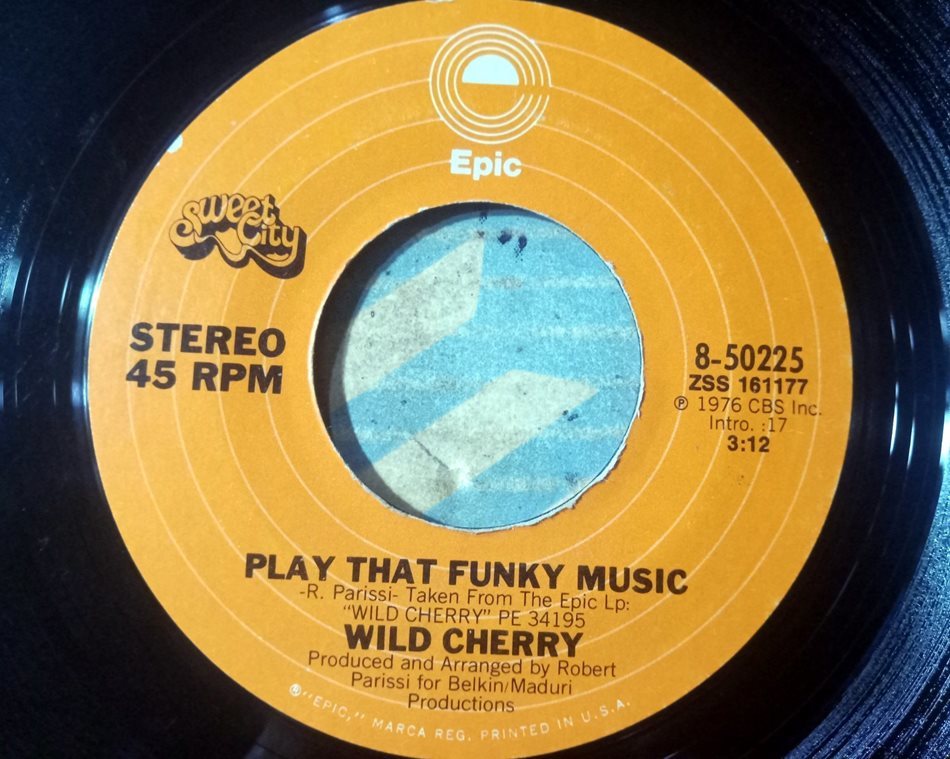 Epic
Sweet City
STEREO
45 RPM
8-50225
ZSS 161177
℗ 1976 CBS Inc.
Intro. :17
3:12
PLAY THAT FUNKY MUSIC
-R. Parissi- Taken From The Epic Lp:
"WILD CHERRY" PE 34195
WILD CHERRY
Produced and Arranged by Robert
Parissi for Belkin/Maduri
Productions
®"EPIC," MARCA REG. PRINTED IN U.S.A.